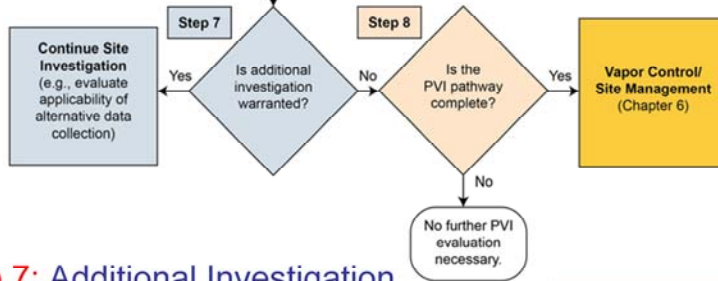 Step 7
Step 8
Continue Site
Investigation
(e.g., evaluate
applicability of
alternative data
collection)
Yes
Is additional
investigation
warranted?
No
Is the
PVI pathway
complete?
Yes
Vapor Control/
Site Management
(Chapter 6)
No
No further PVI
evaluation
necessary.
7: Additional Investigation